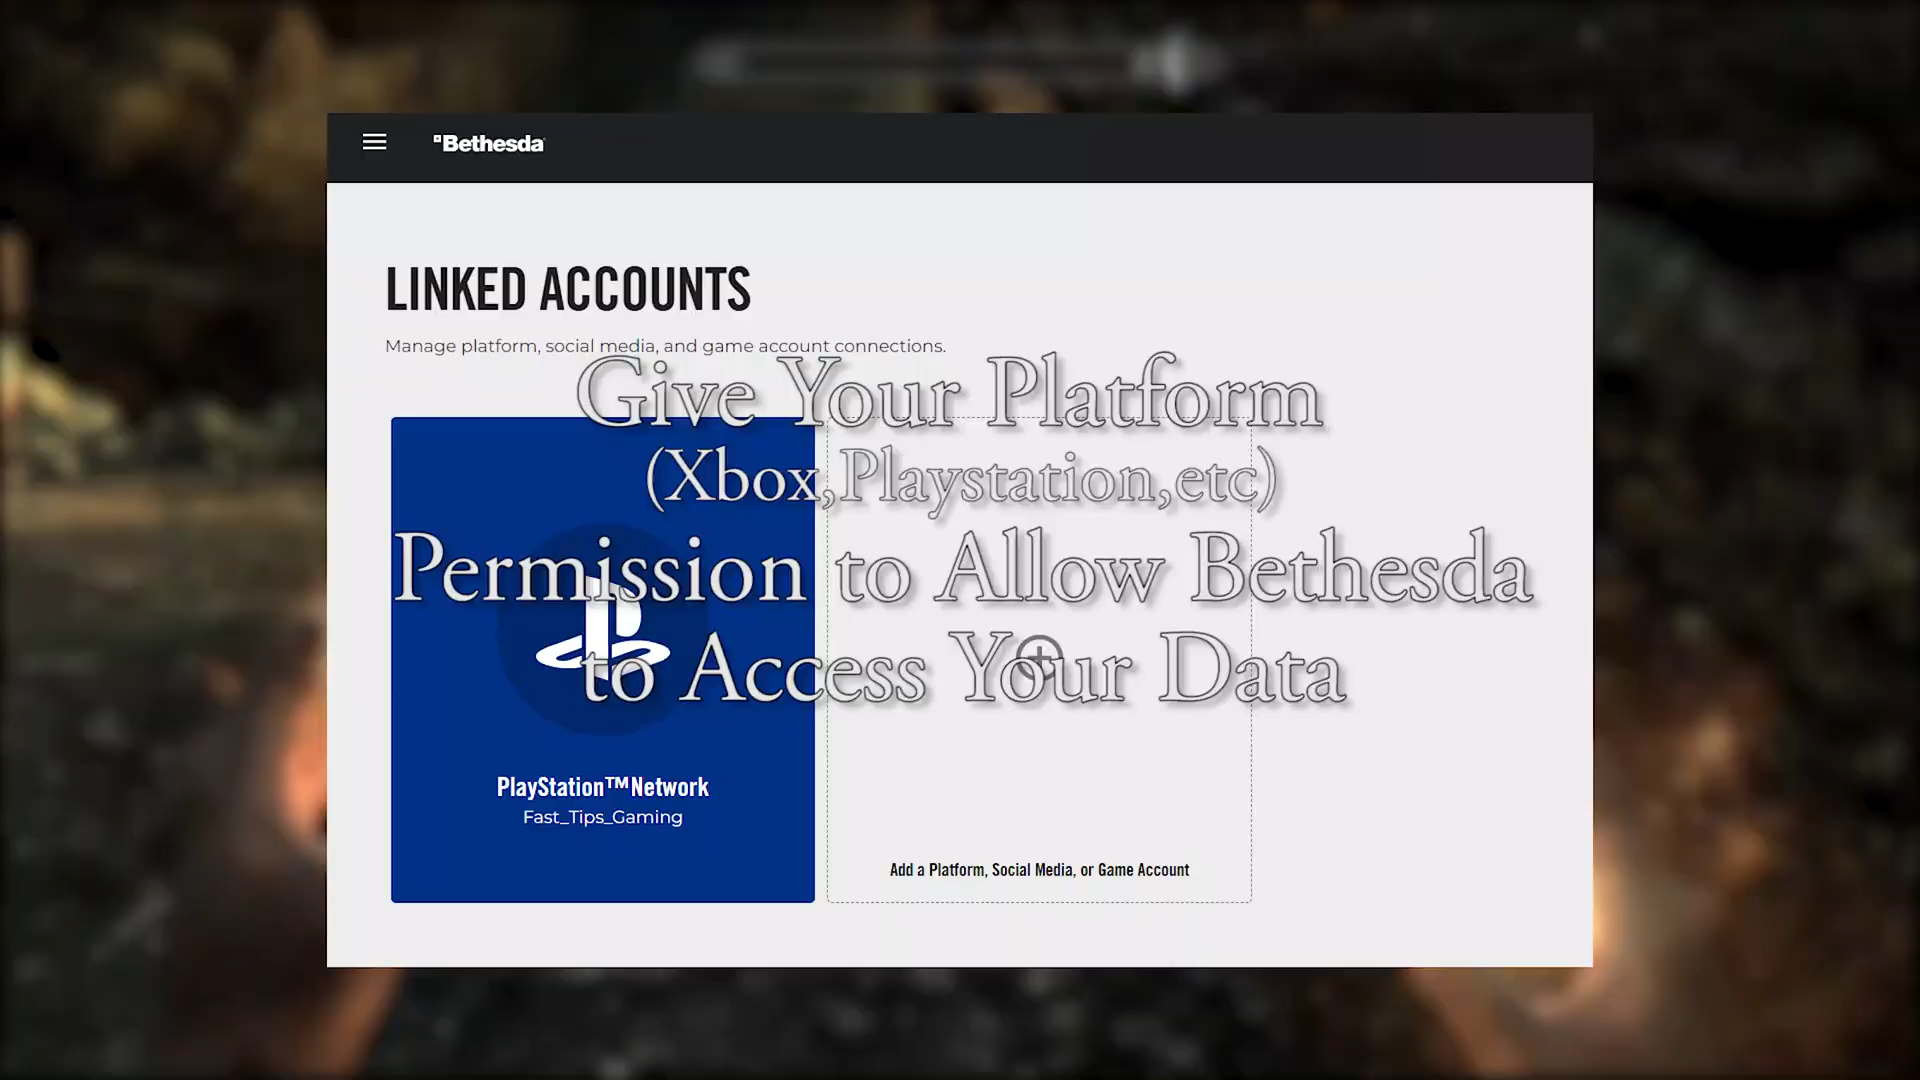 Bethesda
LINKED ACCOUNTS
Manage platform, social media, and game account connections.
Give Your Platform
(Xbox,Playstation,etc)
Permission to Allow Bethesda
to Access Your Data
PlayStation™Network
Fast_Tips_Gaming
Add a Platform, Social Media, or Game Account